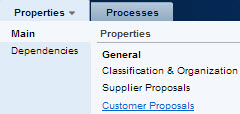 Properties Processes
Main Properties
Dependencies General
Classification & Organization
Supplier Proposals
Customer Proposals